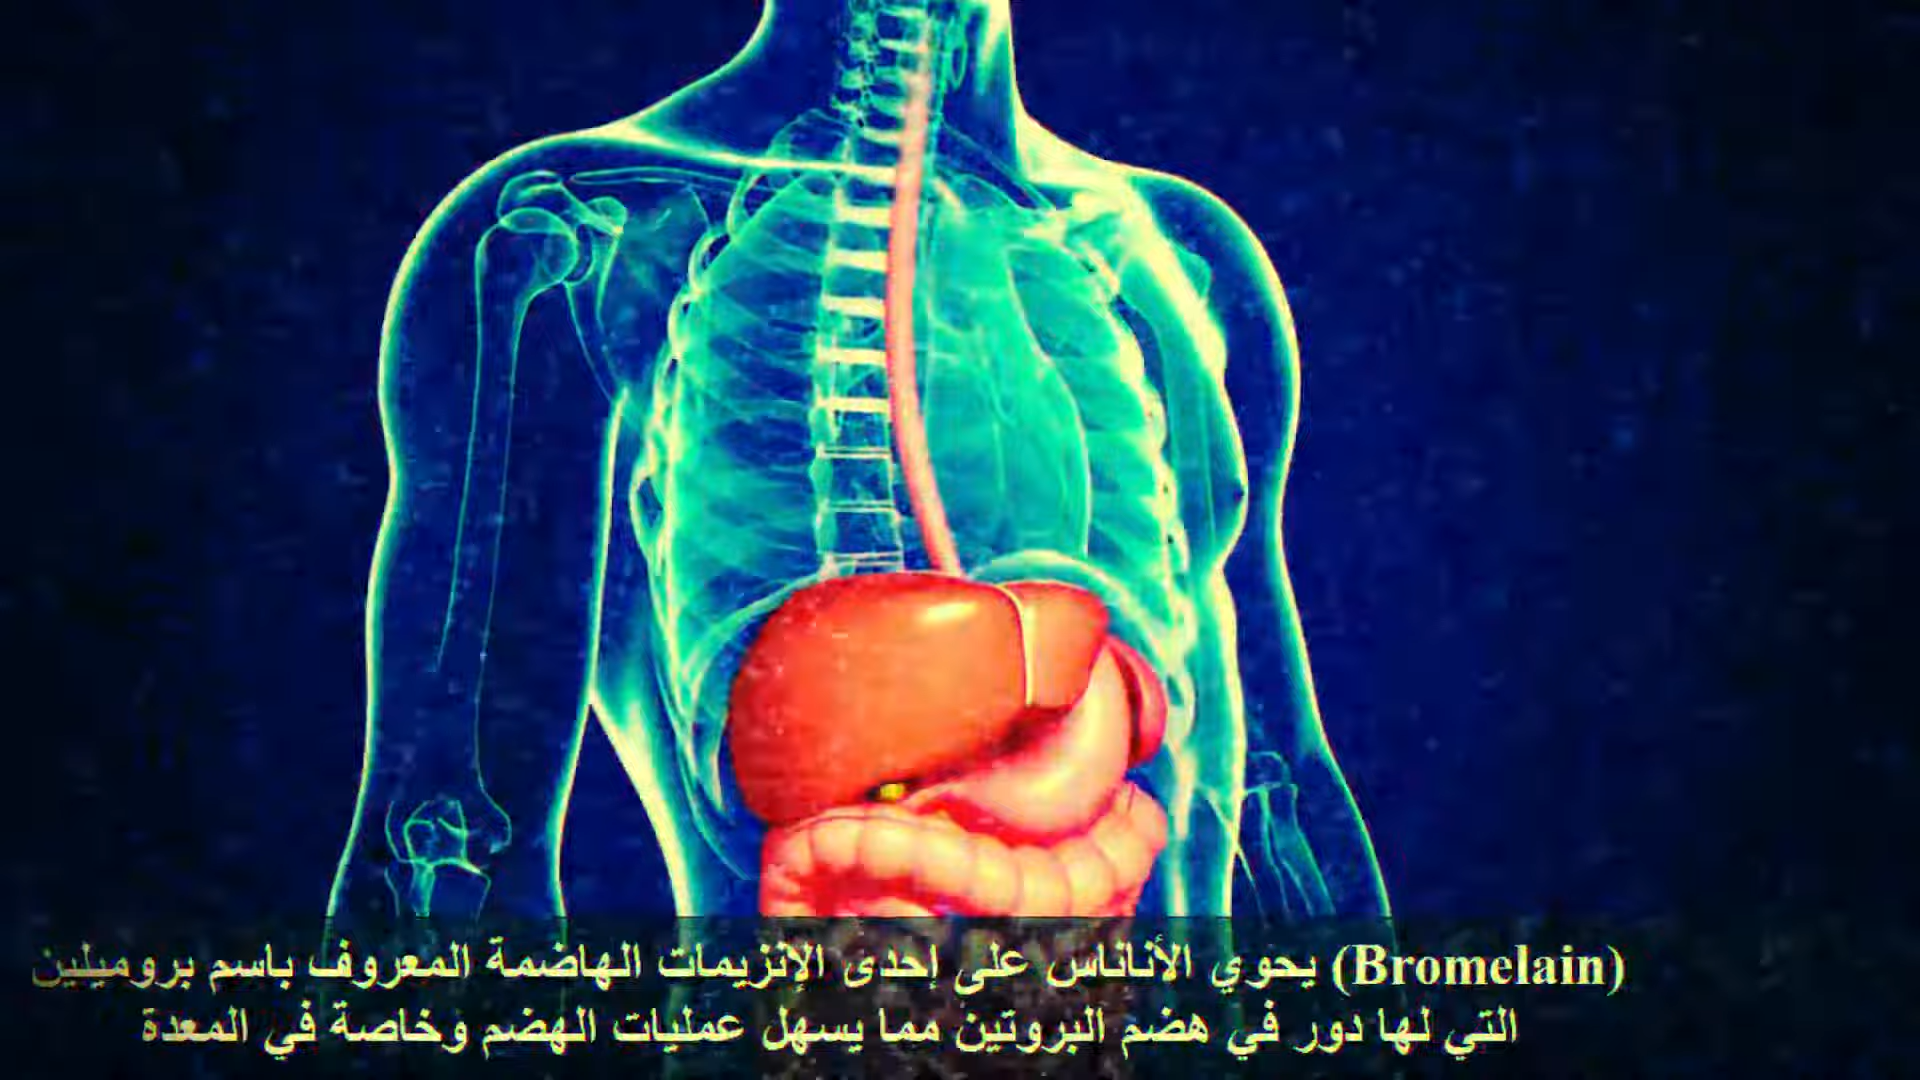 (Bromelain) يحوي الأناناس على إحدى الإنزيمات الهاضمة المعروف باسم بروميلين
التي لها دور في هضم البروتين مما يسهل عمليات الهضم وخاصة في المعدة